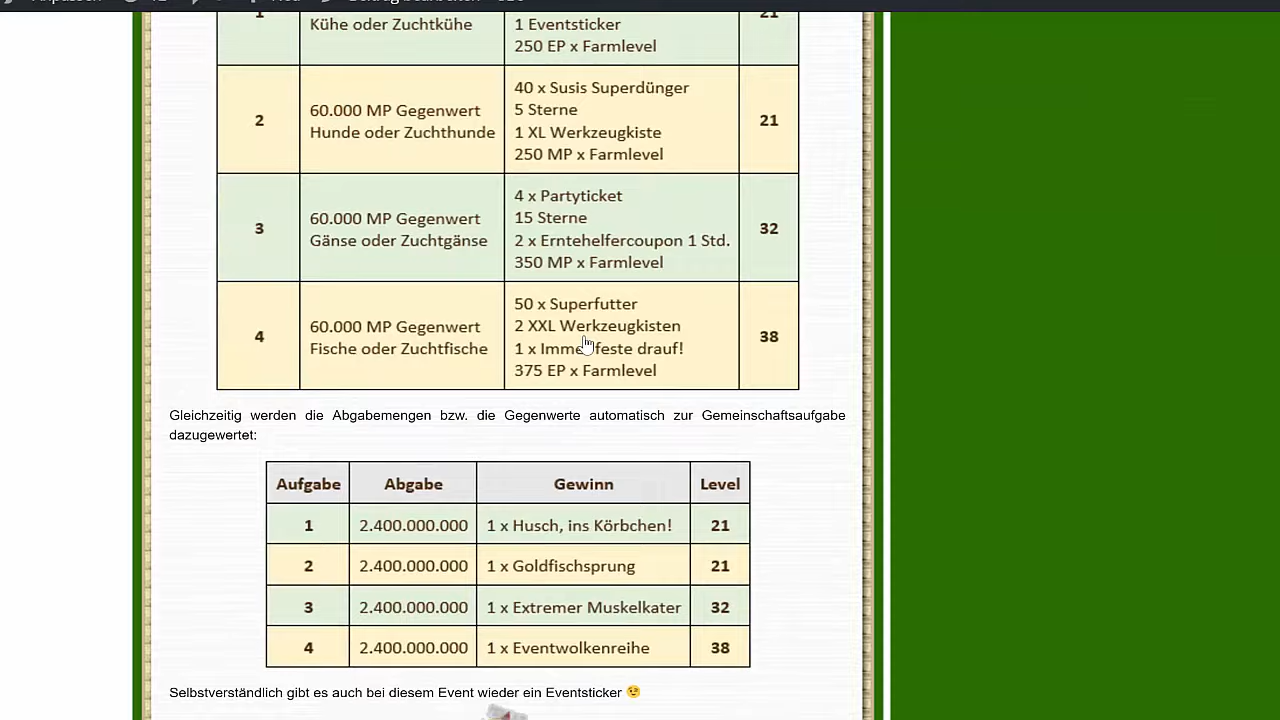 1
21
Kühe oder Zuchtkühe
1 Eventsticker
250 EP x Farmlevel
2
60.000 MP Gegenwert
Hunde oder Zuchthunde
40 x Susis Superdünger
5 Sterne
1 XL Werkzeugkiste
250 MP x Farmlevel
21
3
60.000 MP Gegenwert
Gänse oder Zuchtgänse
4 x Partyticket
15 Sterne
2 x Erntehelfercoupon 1 Std.
350 MP x Farmlevel
32
4
60.000 MP Gegenwert
Fische oder Zuchtfische
50 x Superfutter
2 XXL Werkzeugkisten
1 x Immer feste drauf!
375 EP x Farmlevel
38
Gleichzeitig werden die Abgabemengen bzw. die Gegenwerte automatisch zur Gemeinschaftsaufgabe
dazugewertet:
Aufgabe Abgabe Gewinn Level
1 2.400.000.000 1 x Husch, ins Körbchen! 21
2 2.400.000.000 1 x Goldfischsprung 21
3 2.400.000.000 1 x Extremer Muskelkater 32
4 2.400.000.000 1 x Eventwolkenreihe 38
Selbstverständlich gibt es auch bei diesem Event wieder ein Eventsticker 😉